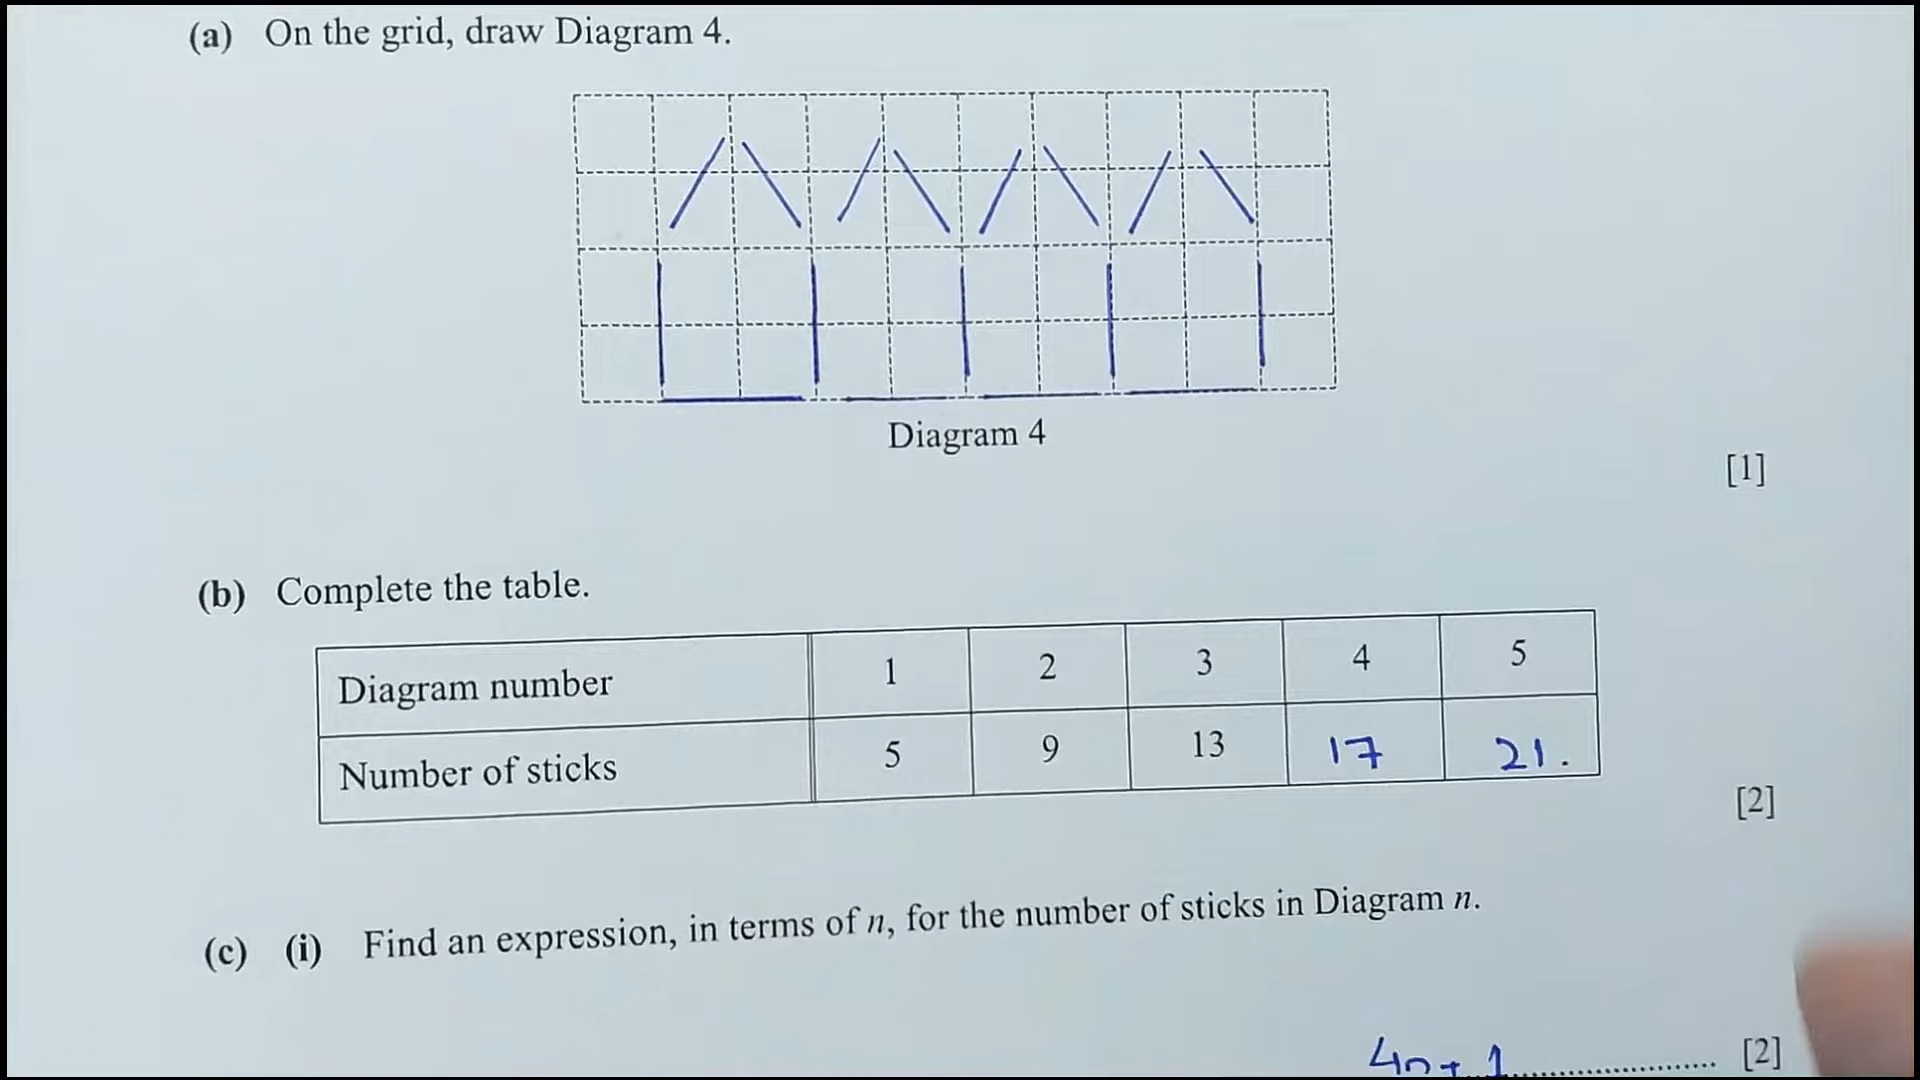 (a) On the grid, draw Diagram 4.
Diagram 4
[1]
(b) Complete the table.
Diagram number 1 2 3 4 5
Number of sticks 5 9 13 17 21.
[2]
(c) (i) Find an expression, in terms of n, for the number of sticks in Diagram n.
4n + 1 [2]